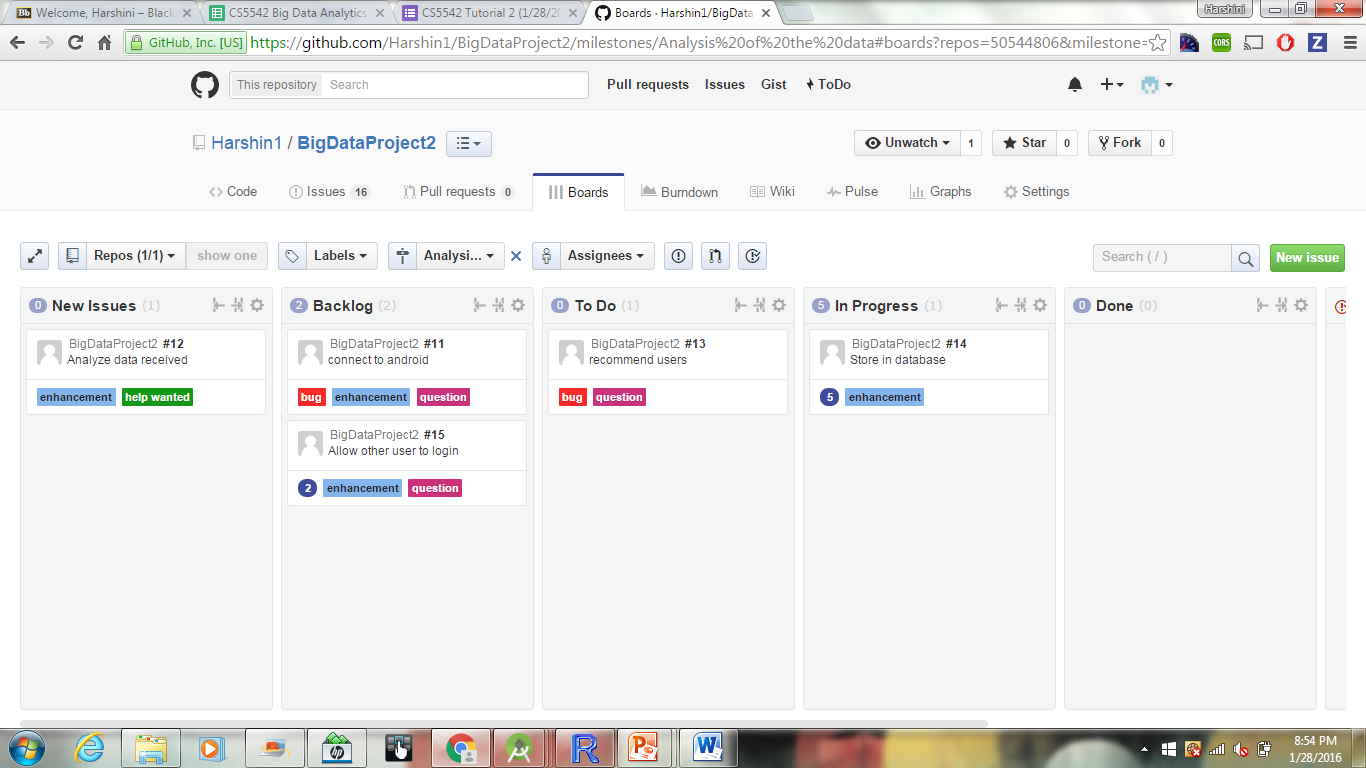 Welcome, Harshini – Black
CS5542 Big Data Analytics
CS5542 Tutorial 2 (1/28/20
Boards · Harshin1/BigData
Harshini
GitHub, Inc. [US] https://github.com/Harshin1/BigDataProject2/milestones/Analysis%20of%20the%20data#boards?repos=50544806&milestone=
CORS
Z
This repository Search Pull requests Issues Gist ToDo
Harshin1 / BigDataProject2 Unwatch 1 Star 0 Fork 0
Code Issues 16 Pull requests 0 Boards Burndown Wiki Pulse Graphs Settings
Repos (1/1) show one Labels Analysi... Assignees Search ( / ) New issue
0 New Issues (1)
BigDataProject2 #12
Analyze data received
enhancement help wanted
2 Backlog (2)
BigDataProject2 #11
connect to android
bug enhancement question
BigDataProject2 #15
Allow other user to login
2 enhancement question
0 To Do (1)
BigDataProject2 #13
recommend users
bug question
5 In Progress (1)
BigDataProject2 #14
Store in database
5 enhancement
0 Done (0)
8:54 PM
1/28/2016